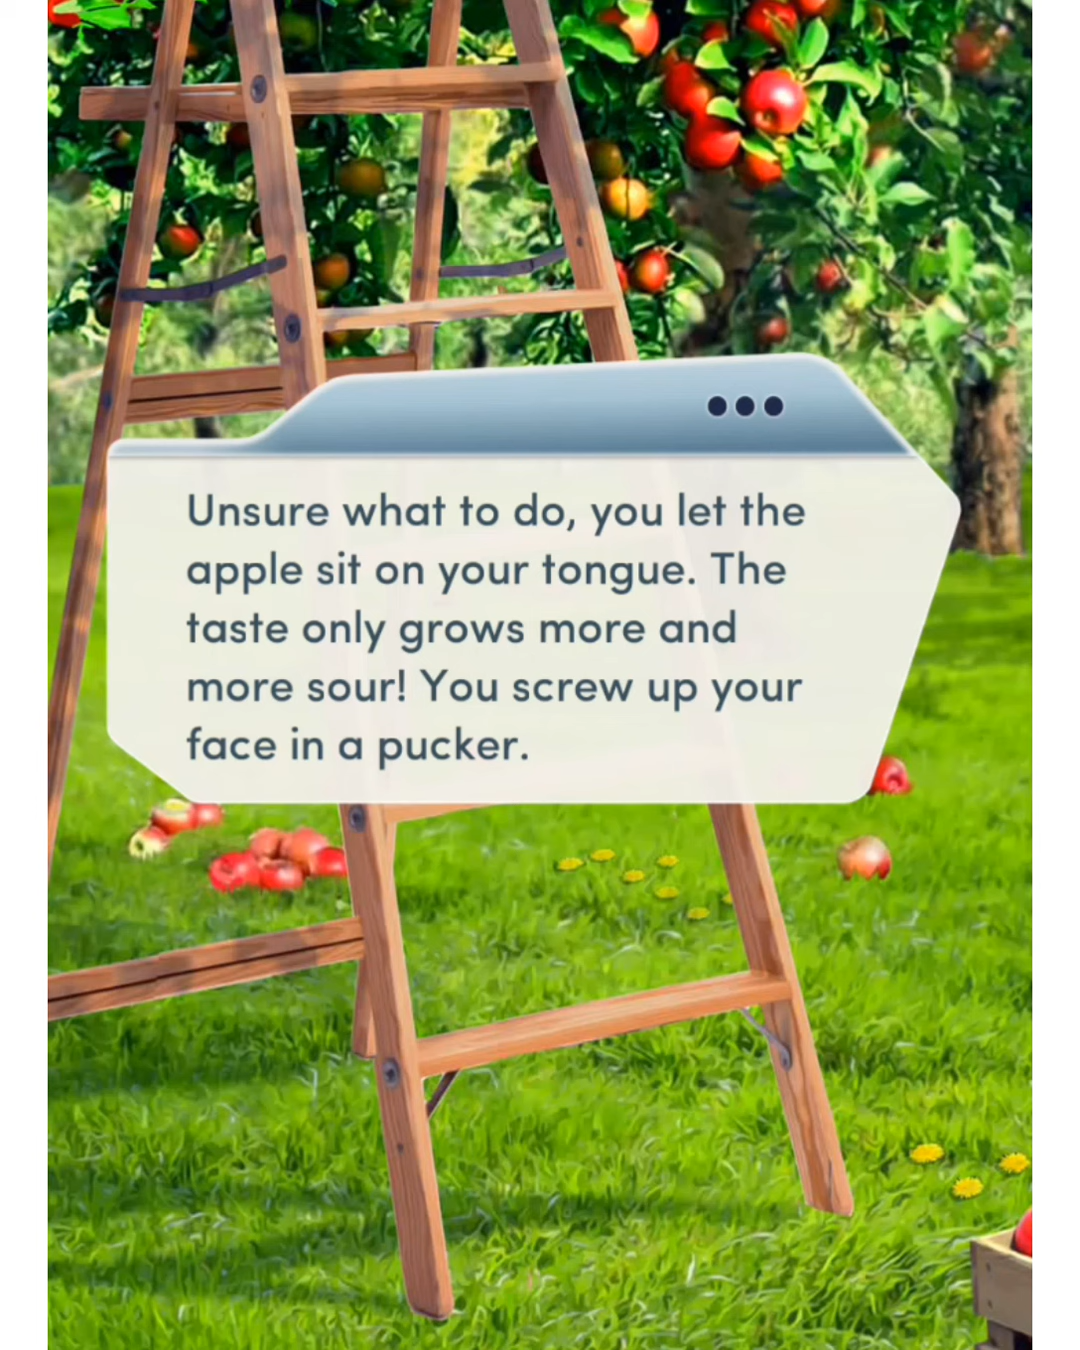 Unsure what to do, you let the
apple sit on your tongue. The
taste only grows more and
more sour! You screw up your
face in a pucker.